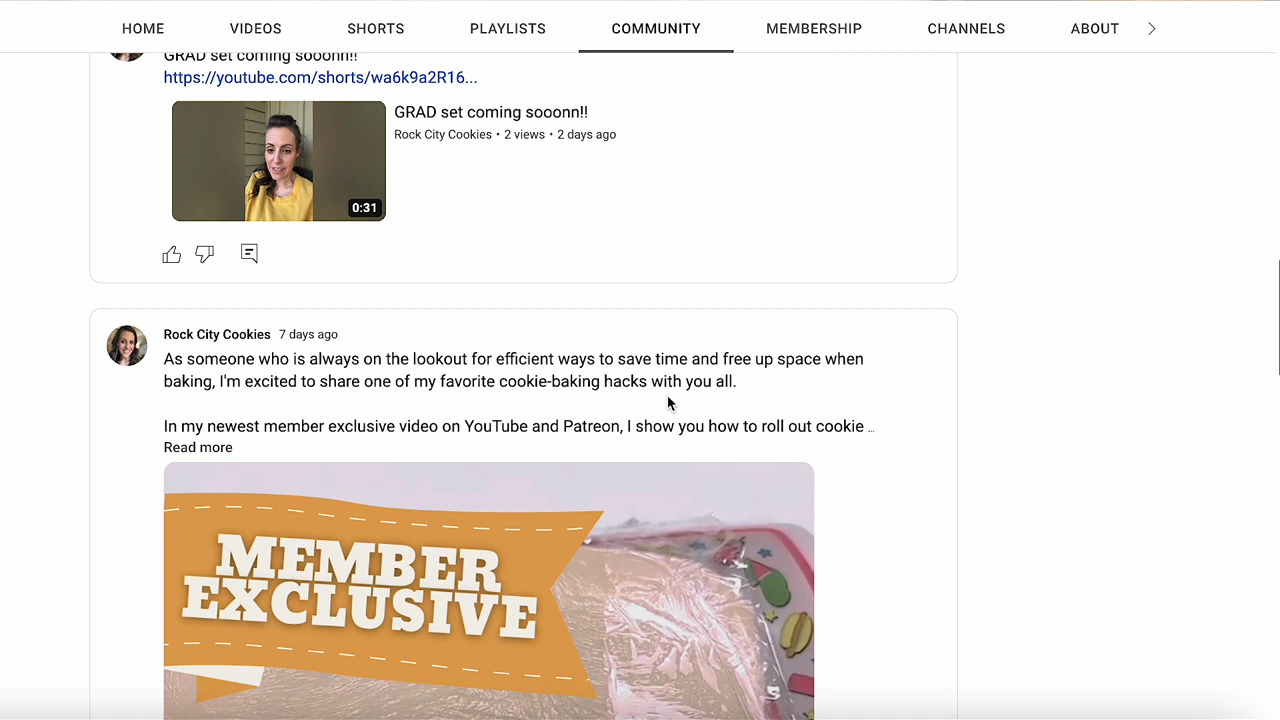 HOME VIDEOS SHORTS PLAYLISTS COMMUNITY MEMBERSHIP CHANNELS ABOUT
GRAD set coming sooonn!!
https://youtube.com/shorts/wa6k9a2R16...
GRAD set coming sooonn!!
Rock City Cookies • 2 views • 2 days ago
0:31
Rock City Cookies 7 days ago
As someone who is always on the lookout for efficient ways to save time and free up space when
baking, I'm excited to share one of my favorite cookie-baking hacks with you all.
In my newest member exclusive video on YouTube and Patreon, I show you how to roll out cookie ...
Read more
MEMBER
EXCLUSIVE